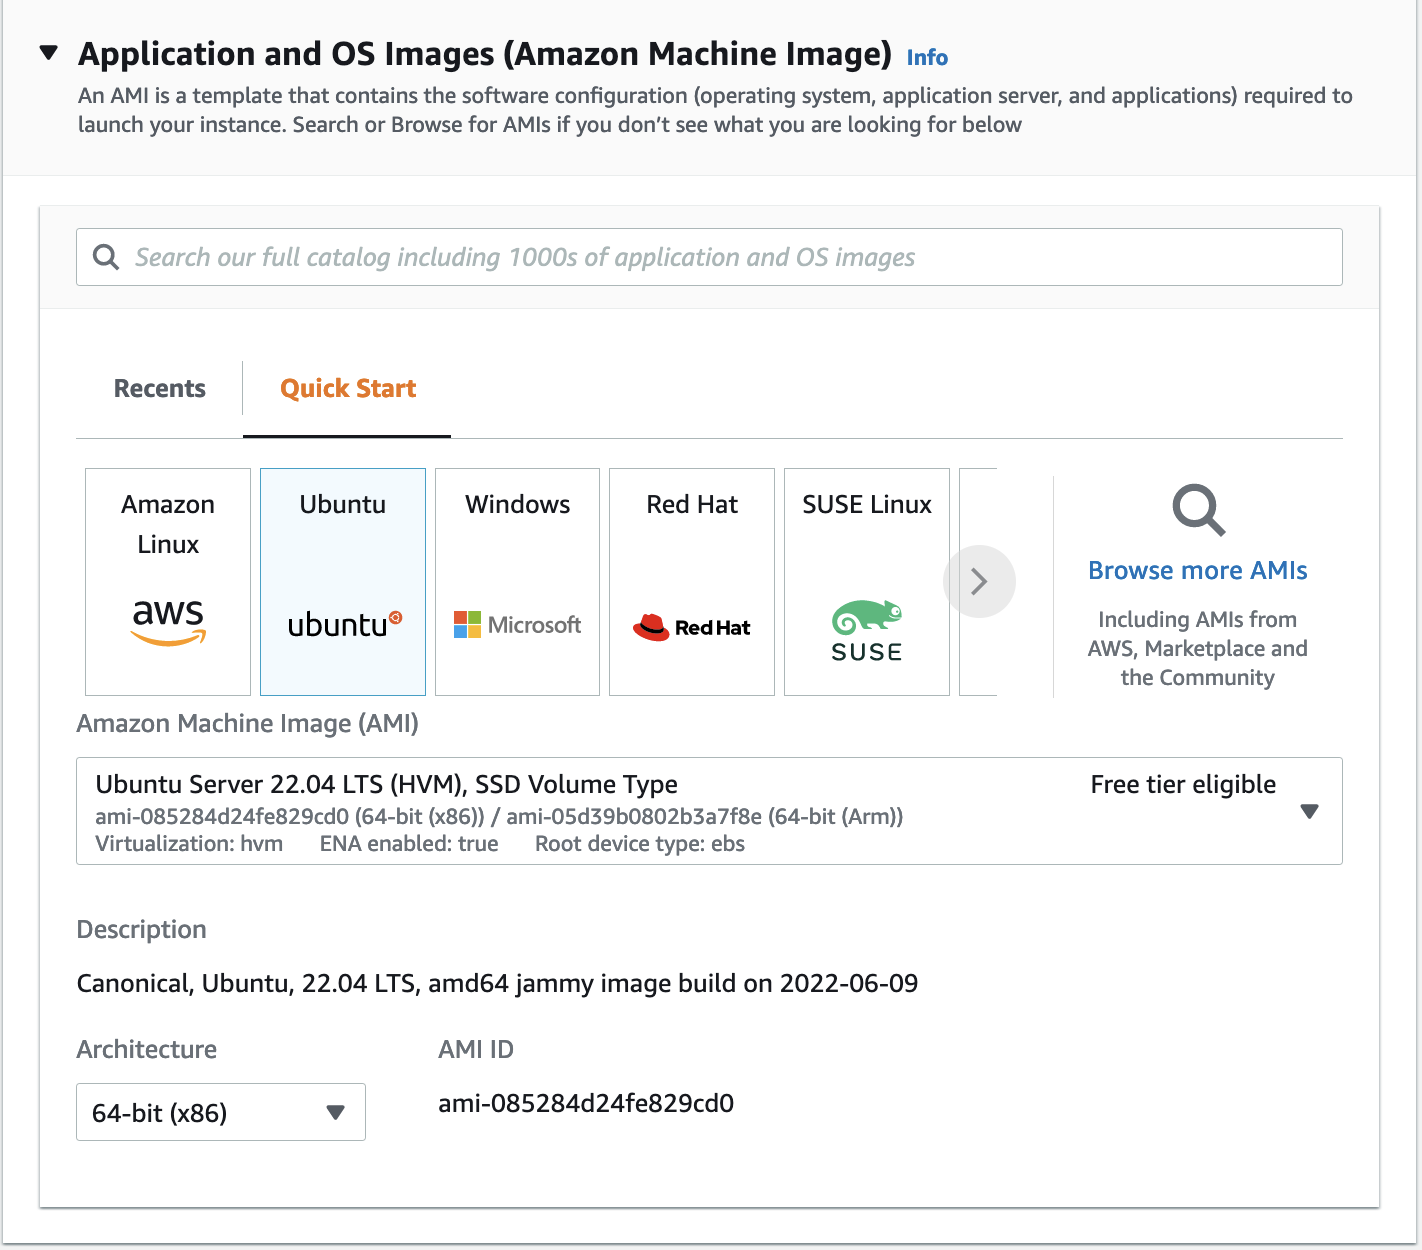 Application and OS Images (Amazon Machine Image) Info
An AMI is a template that contains the software configuration (operating system, application server, and applications) required to
launch your instance. Search or Browse for AMIs if you don’t see what you are looking for below
Search our full catalog including 1000s of application and OS images
Recents
Quick Start
Amazon
Linux
aws
Ubuntu
ubuntu
Windows
Microsoft
Red Hat
Red Hat
SUSE Linux
SUSE
Browse more AMIs
Including AMIs from
AWS, Marketplace and
the Community
Amazon Machine Image (AMI)
Ubuntu Server 22.04 LTS (HVM), SSD Volume Type
Free tier eligible
ami-085284d24fe829cd0 (64-bit (x86)) / ami-05d39b0802b3a7f8e (64-bit (Arm))
Virtualization: hvm ENA enabled: true Root device type: ebs
Description
Canonical, Ubuntu, 22.04 LTS, amd64 jammy image build on 2022-06-09
Architecture
64-bit (x86)
AMI ID
ami-085284d24fe829cd0